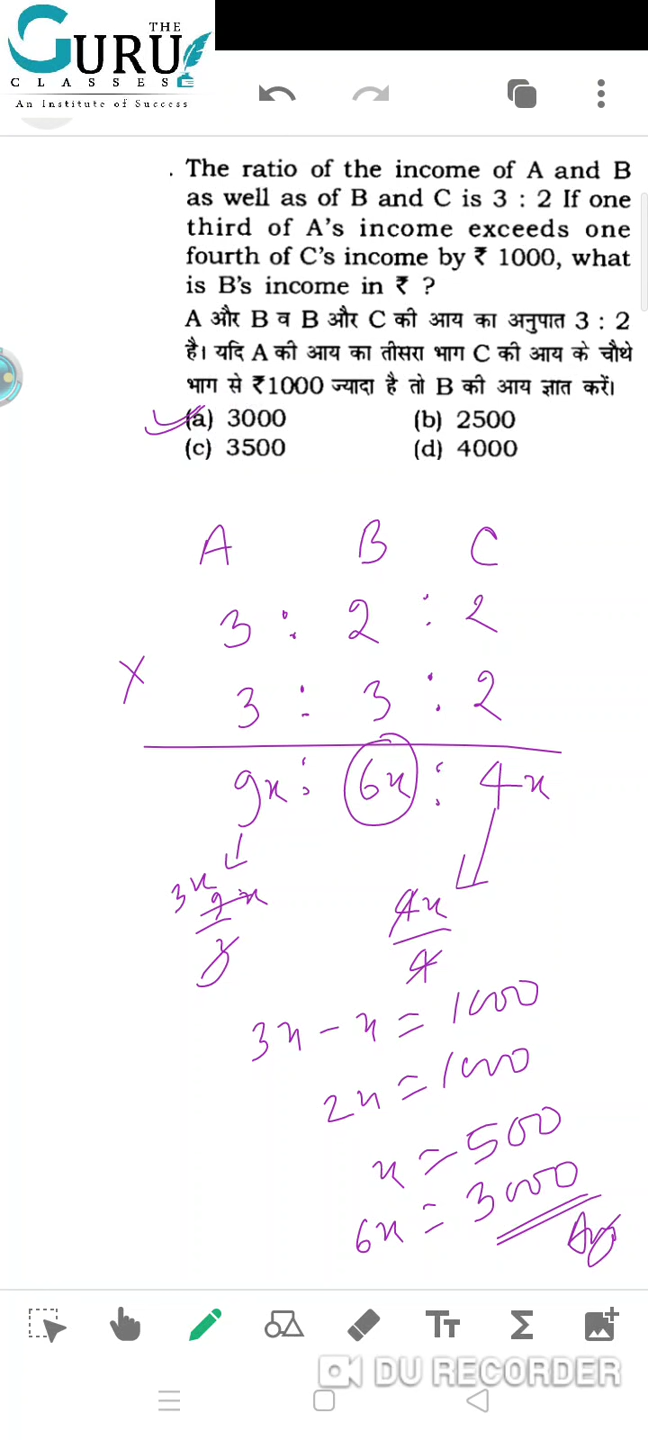 THE
GURU
CLASSES
An Institute of Success
. The ratio of the income of A and B
as well as of B and C is 3 : 2 If one
third of A's income exceeds one
fourth of C's income by ₹ 1000, what
is B's income in ₹ ?
A और B व B और C की आय का अनुपात 3 : 2
है। यदि A की आय का तीसरा भाग C की आय के चौथे
भाग से ₹1000 ज्यादा है तो B की आय ज्ञात करें।
(a) 3000 (b) 2500
(c) 3500 (d) 4000
A B C
3 : 2 : 2
X 3 : 3 : 2
9x : 6x : 4x
3x 9x/3 4x/4
3x - x = 1000
2x = 1000
x = 500
6x = 3000
Ans
TT Σ
DU RECORDER